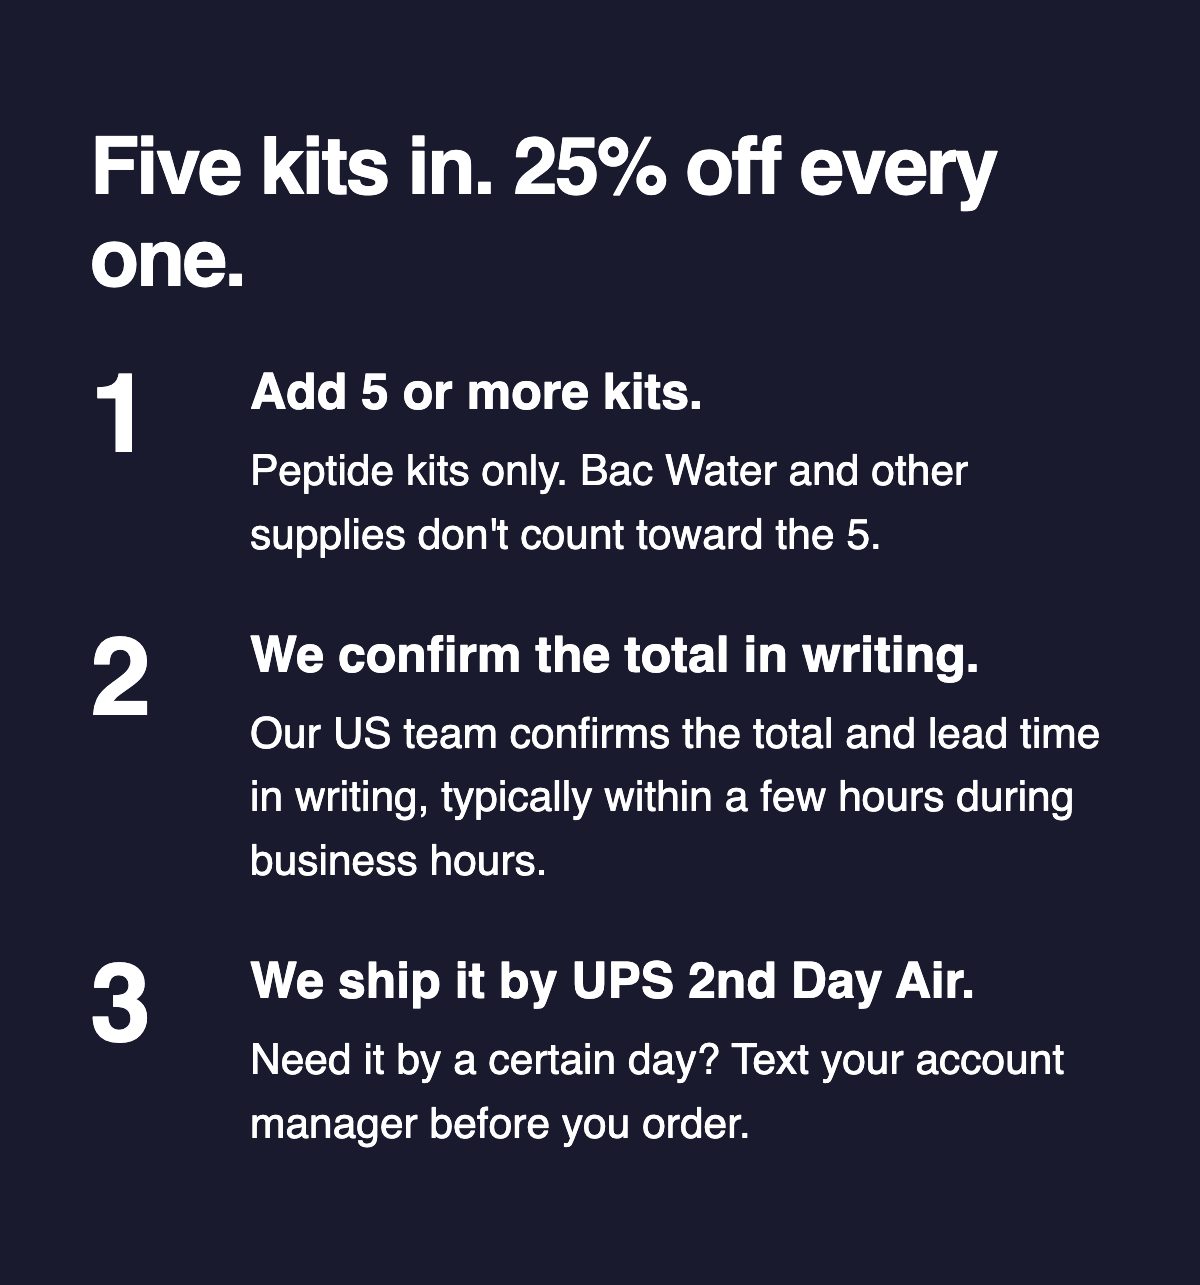 Five kits in. 25% off every
one.
1
Add 5 or more kits.
Peptide kits only. Bac Water and other
supplies don't count toward the 5.
2
We confirm the total in writing.
Our US team confirms the total and lead time
in writing, typically within a few hours during
business hours.
3
We ship it by UPS 2nd Day Air.
Need it by a certain day? Text your account
manager before you order.